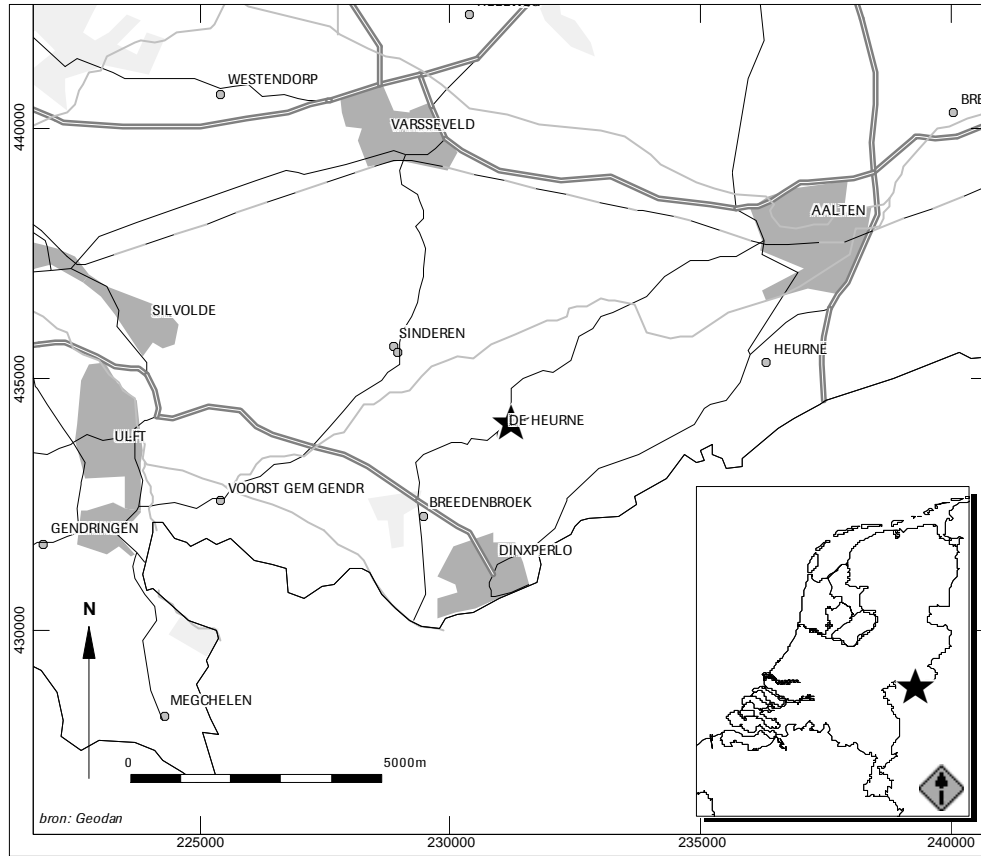 WESTENDORP
BRE
440000
VARSSEVELD
AALTEN
SILVOLDE
SINDEREN
HEURNE
435000
DE HEURNE
ULFT
VOORST GEM GENDR
BREEDENBROEK
GENDRINGEN
DINXPERLO
N
430000
MEGCHELEN
0 5000m
bron: Geodan
225000 230000 235000 240000